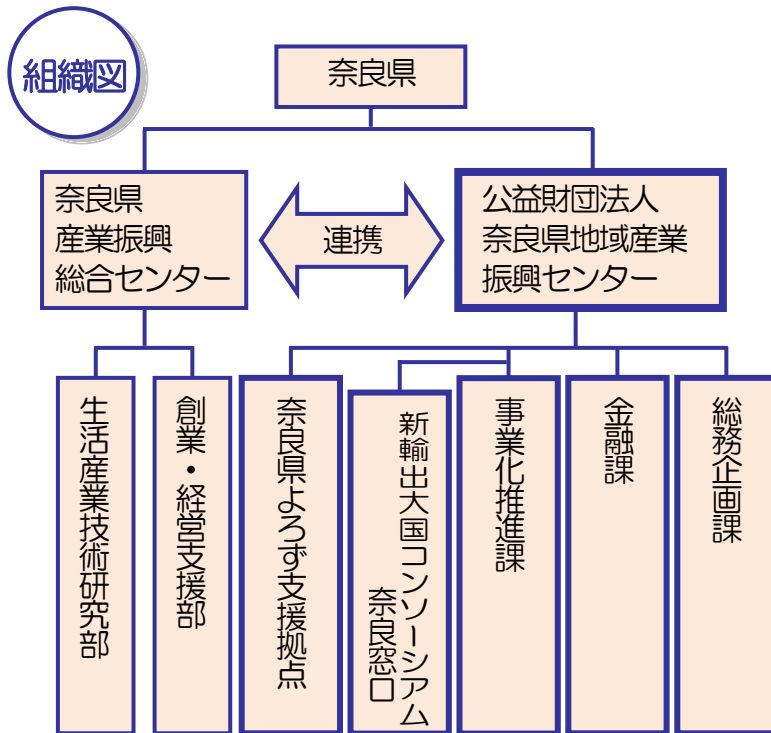 組織図
奈良県
奈良県
産業振興
総合センター
連携
公益財団法人
奈良県地域産業
振興センター
生活産業技術研究部
創業・経営支援部
奈良県よろず支援拠点
新輸出大国コンソーシアム
奈良窓口
事業化推進課
金融課
総務企画課